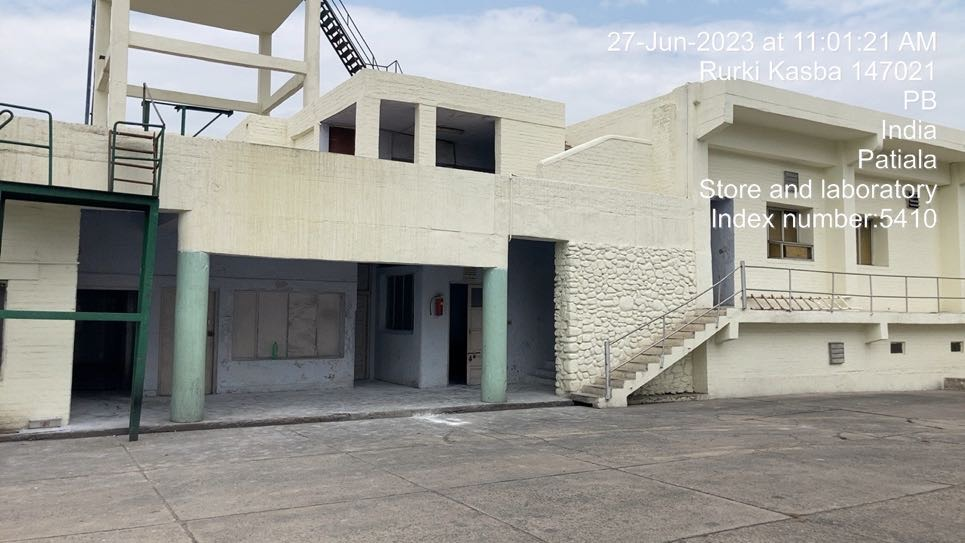 27-Jun-2023 at 11:01:21 AM
Rurki Kasba 147021
PB
India
Patiala
Store and laboratory
Index number:5410